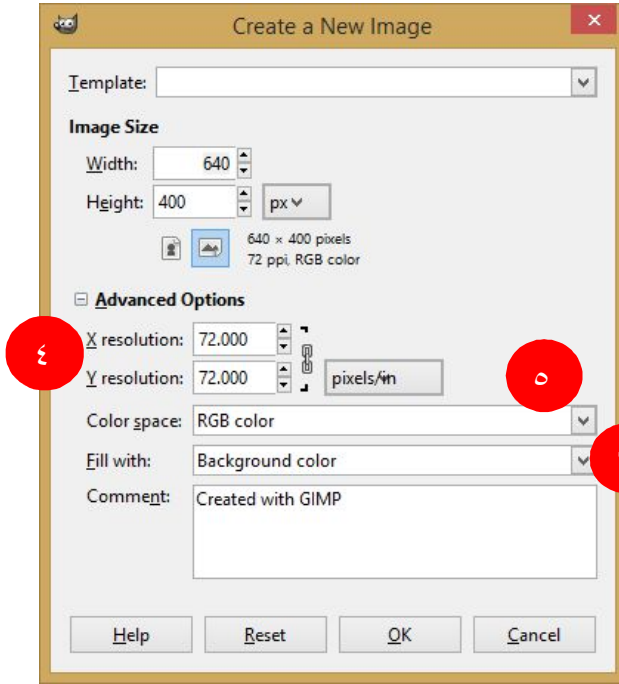 Create a New Image
Template:
Image Size
Width: 640
Height: 400 px
640 × 400 pixels
72 ppi, RGB color
Advanced Options
X resolution: 72.000
٤
Y resolution: 72.000 pixels/in
٥
Color space: RGB color
Fill with: Background color
Comment: Created with GIMP
Help Reset OK Cancel